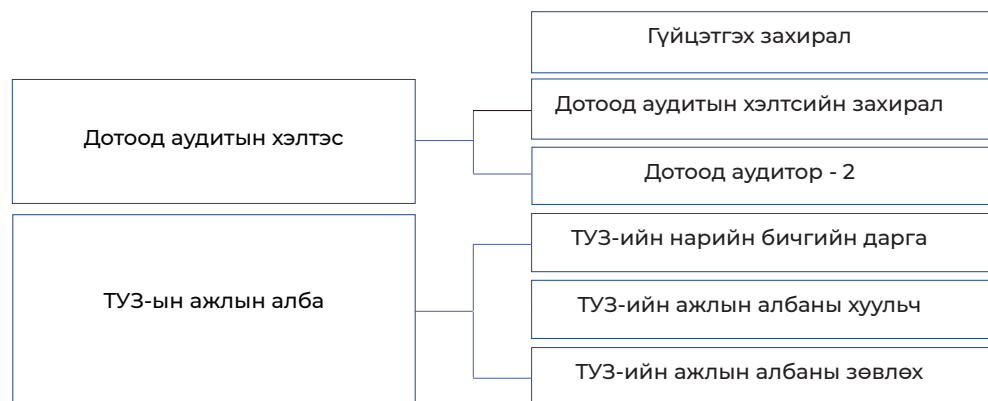 Гүйцэтгэх захирал
Дотоод аудитын хэлтэс
Дотоод аудитын хэлтсийн захирал
Дотоод аудитор - 2
ТУЗ-ын ажлын алба
ТУЗ-ийн нарийн бичгийн дарга
ТУЗ-ийн ажлын албаны хуульч
ТУЗ-ийн ажлын албаны зөвлөх